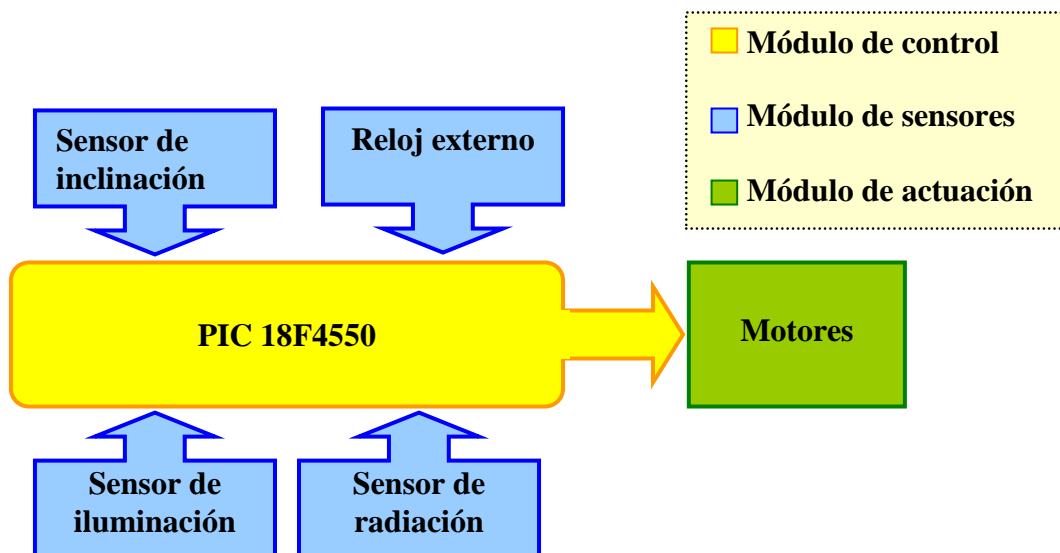 Módulo de control
Módulo de sensores
Módulo de actuación
Sensor de
inclinación
Reloj externo
PIC 18F4550
Motores
Sensor de
iluminación
Sensor de
radiación